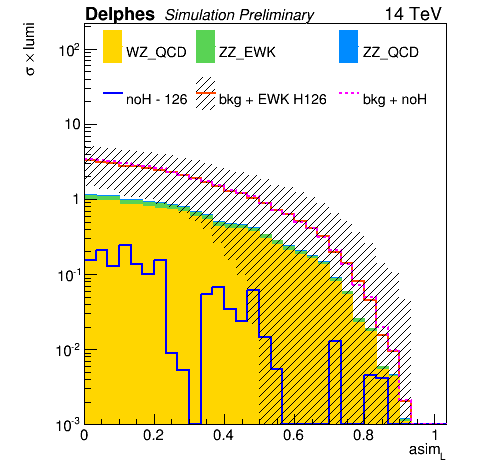 Delphes Simulation Preliminary 14 TeV
σ × lumi
WZ_QCD ZZ_EWK ZZ_QCD
noH - 126 bkg + EWK H126 bkg + noH
10²
10
1
10⁻¹
10⁻²
10⁻³
0 0.2 0.4 0.6 0.8 1
asim_L